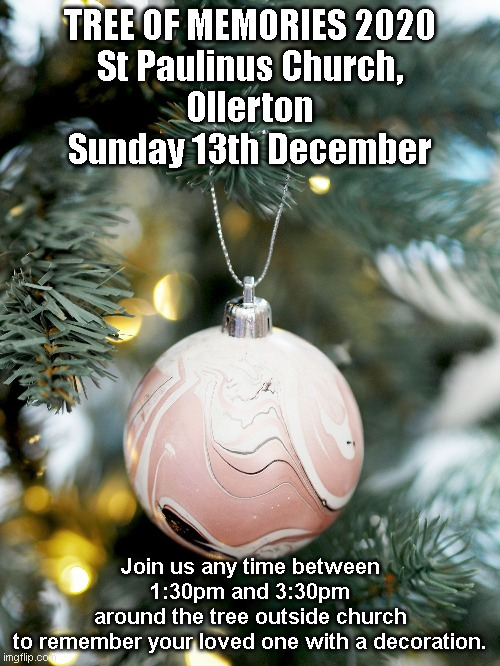 TREE OF MEMORIES 2020
St Paulinus Church,
Ollerton
Sunday 13th December
Join us any time between
1:30pm and 3:30pm
around the tree outside church
to remember your loved one with a decoration.
imgflip.com